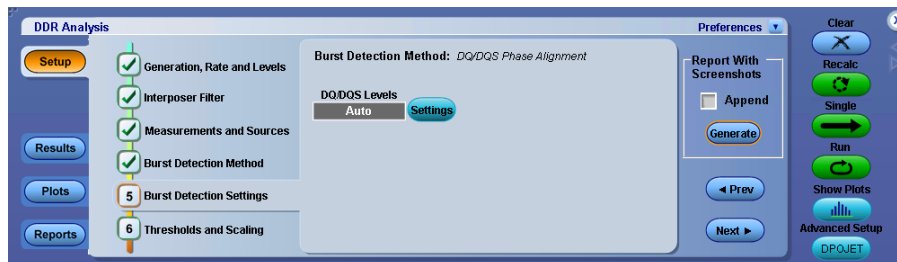 DDR Analysis
Preferences
Setup
Results
Plots
Reports
Generation, Rate and Levels
Interposer Filter
Measurements and Sources
Burst Detection Method
5 Burst Detection Settings
6 Thresholds and Scaling
Burst Detection Method: DQ/DQS Phase Alignment
DQ/DQS Levels
Auto Settings
Report With
Screenshots
Append
Generate
◄ Prev
Next ►
Clear
Recalc
Single
Run
Show Plots
Advanced Setup
DPOJET